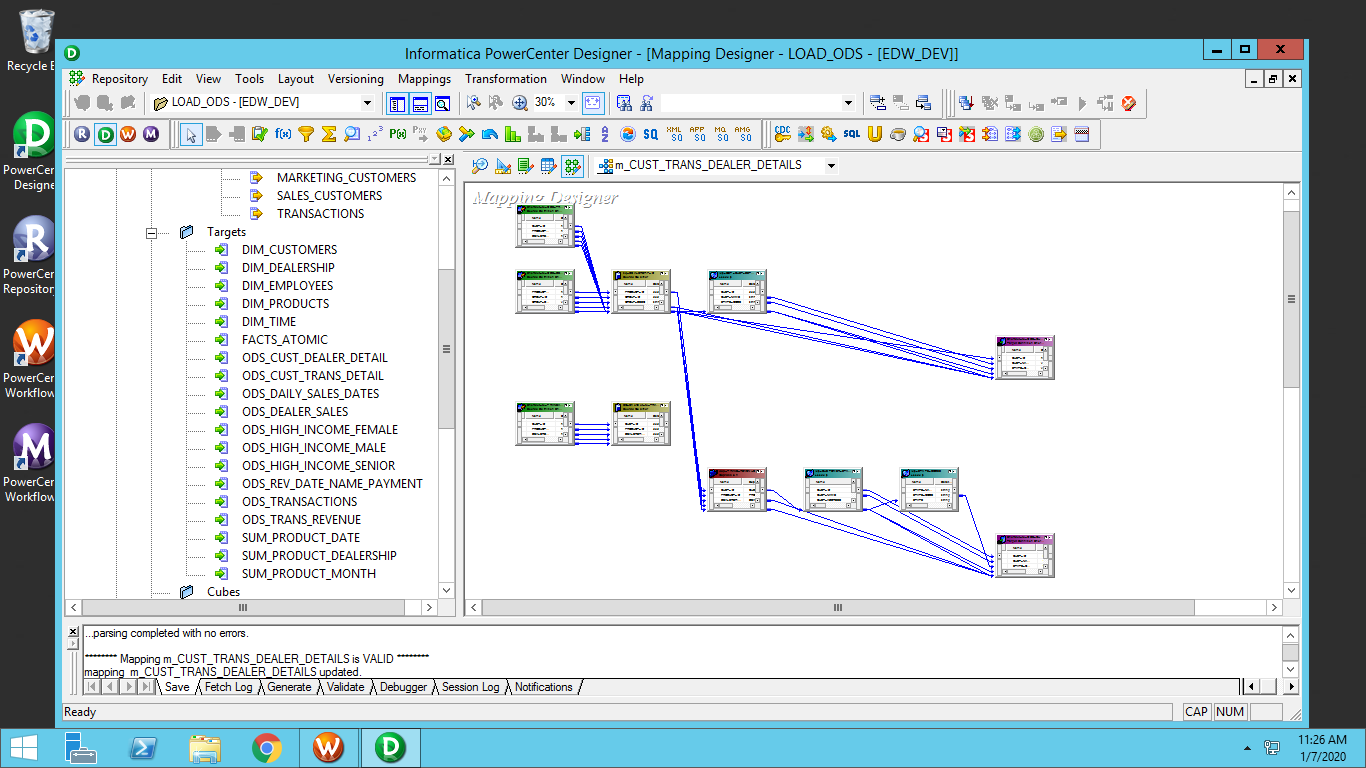 Recycle B
PowerCen
Designe
PowerCen
Repositor
PowerCen
Workflow
PowerCen
Workflow
Informatica PowerCenter Designer - [Mapping Designer - LOAD_ODS - [EDW_DEV]]
Repository Edit View Tools Layout Versioning Mappings Transformation Window Help
LOAD_ODS - [EDW_DEV] 30%
m_CUST_TRANS_DEALER_DETAILS
Mapping Designer
MARKETING_CUSTOMERS
SALES_CUSTOMERS
TRANSACTIONS
Targets
DIM_CUSTOMERS
DIM_DEALERSHIP
DIM_EMPLOYEES
DIM_PRODUCTS
DIM_TIME
FACTS_ATOMIC
ODS_CUST_DEALER_DETAIL
ODS_CUST_TRANS_DETAIL
ODS_DAILY_SALES_DATES
ODS_DEALER_SALES
ODS_HIGH_INCOME_FEMALE
ODS_HIGH_INCOME_MALE
ODS_HIGH_INCOME_SENIOR
ODS_REV_DATE_NAME_PAYMENT
ODS_TRANSACTIONS
ODS_TRANS_REVENUE
SUM_PRODUCT_DATE
SUM_PRODUCT_DEALERSHIP
SUM_PRODUCT_MONTH
Cubes
...parsing completed with no errors.
******** Mapping m_CUST_TRANS_DEALER_DETAILS is VALID ********
mapping m_CUST_TRANS_DEALER_DETAILS updated.
Save Fetch Log Generate Validate Debugger Session Log Notifications
Ready CAP NUM
11:26 AM
1/7/2020